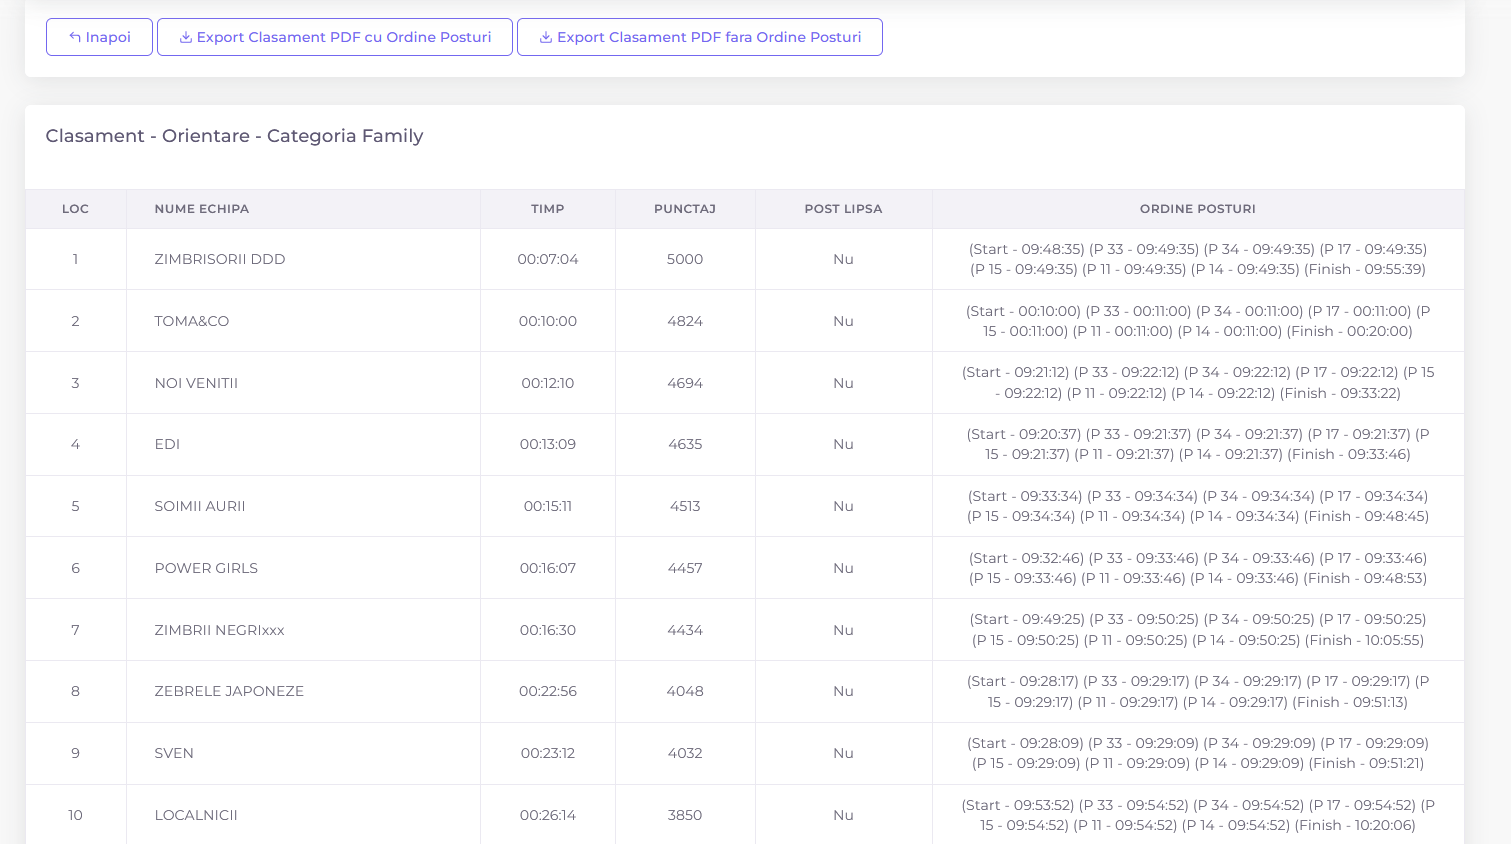 Inapoi Export Clasament PDF cu Ordine Posturi Export Clasament PDF fara Ordine Posturi
Clasament - Orientare - Categoria Family
LOC NUME ECHIPA TIMP PUNCTAJ POST LIPSA ORDINE POSTURI
1 ZIMBRISORII DDD 00:07:04 5000 Nu (Start - 09:48:35) (P 33 - 09:49:35) (P 34 - 09:49:35) (P 17 - 09:49:35)
(P 15 - 09:49:35) (P 11 - 09:49:35) (P 14 - 09:49:35) (Finish - 09:55:39)
2 TOMA&CO 00:10:00 4824 Nu (Start - 00:10:00) (P 33 - 00:11:00) (P 34 - 00:11:00) (P 17 - 00:11:00) (P
15 - 00:11:00) (P 11 - 00:11:00) (P 14 - 00:11:00) (Finish - 00:20:00)
3 NOI VENITII 00:12:10 4694 Nu (Start - 09:21:12) (P 33 - 09:22:12) (P 34 - 09:22:12) (P 17 - 09:22:12) (P 15
- 09:22:12) (P 11 - 09:22:12) (P 14 - 09:22:12) (Finish - 09:33:22)
4 EDI 00:13:09 4635 Nu (Start - 09:20:37) (P 33 - 09:21:37) (P 34 - 09:21:37) (P 17 - 09:21:37) (P
15 - 09:21:37) (P 11 - 09:21:37) (P 14 - 09:21:37) (Finish - 09:33:46)
5 SOIMII AURII 00:15:11 4513 Nu (Start - 09:33:34) (P 33 - 09:34:34) (P 34 - 09:34:34) (P 17 - 09:34:34)
(P 15 - 09:34:34) (P 11 - 09:34:34) (P 14 - 09:34:34) (Finish - 09:48:45)
6 POWER GIRLS 00:16:07 4457 Nu (Start - 09:32:46) (P 33 - 09:33:46) (P 34 - 09:33:46) (P 17 - 09:33:46)
(P 15 - 09:33:46) (P 11 - 09:33:46) (P 14 - 09:33:46) (Finish - 09:48:53)
7 ZIMBRII NEGRIxxx 00:16:30 4434 Nu (Start - 09:49:25) (P 33 - 09:50:25) (P 34 - 09:50:25) (P 17 - 09:50:25)
(P 15 - 09:50:25) (P 11 - 09:50:25) (P 14 - 09:50:25) (Finish - 10:05:55)
8 ZEBRELE JAPONEZE 00:22:56 4048 Nu (Start - 09:28:17) (P 33 - 09:29:17) (P 34 - 09:29:17) (P 17 - 09:29:17) (P
15 - 09:29:17) (P 11 - 09:29:17) (P 14 - 09:29:17) (Finish - 09:51:13)
9 SVEN 00:23:12 4032 Nu (Start - 09:28:09) (P 33 - 09:29:09) (P 34 - 09:29:09) (P 17 - 09:29:09)
(P 15 - 09:29:09) (P 11 - 09:29:09) (P 14 - 09:29:09) (Finish - 09:51:21)
10 LOCALNICII 00:26:14 3850 Nu (Start - 09:53:52) (P 33 - 09:54:52) (P 34 - 09:54:52) (P 17 - 09:54:52) (P
15 - 09:54:52) (P 11 - 09:54:52) (P 14 - 09:54:52) (Finish - 10:20:06)